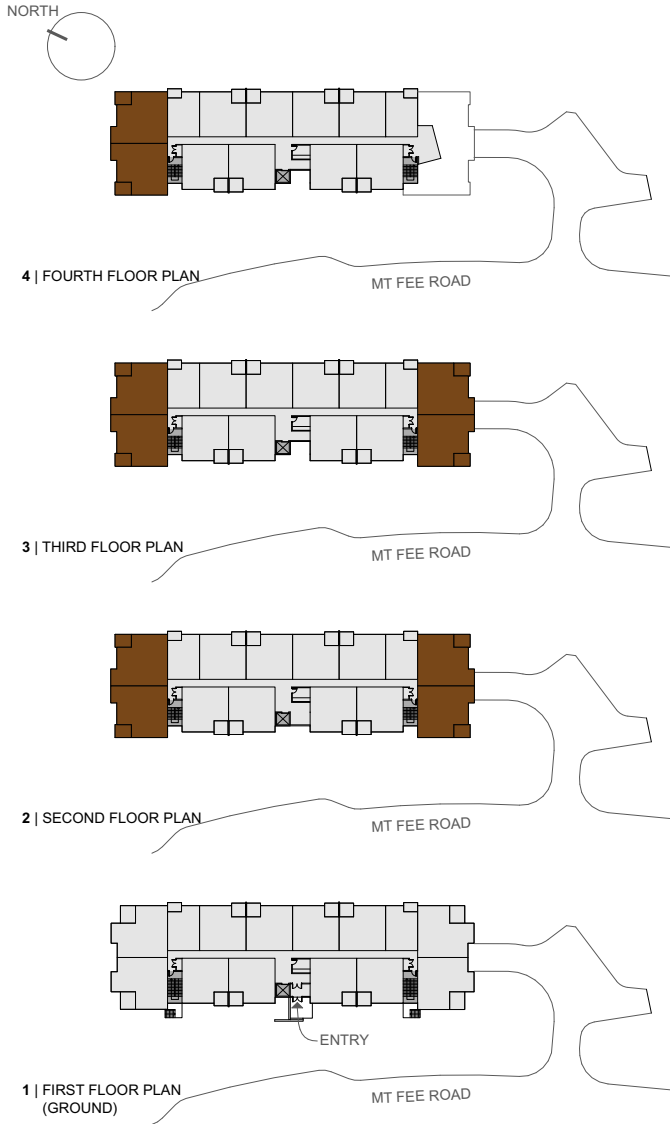 NORTH
4 | FOURTH FLOOR PLAN
MT FEE ROAD
3 | THIRD FLOOR PLAN
MT FEE ROAD
2 | SECOND FLOOR PLAN
MT FEE ROAD
ENTRY
1 | FIRST FLOOR PLAN
(GROUND)
MT FEE ROAD